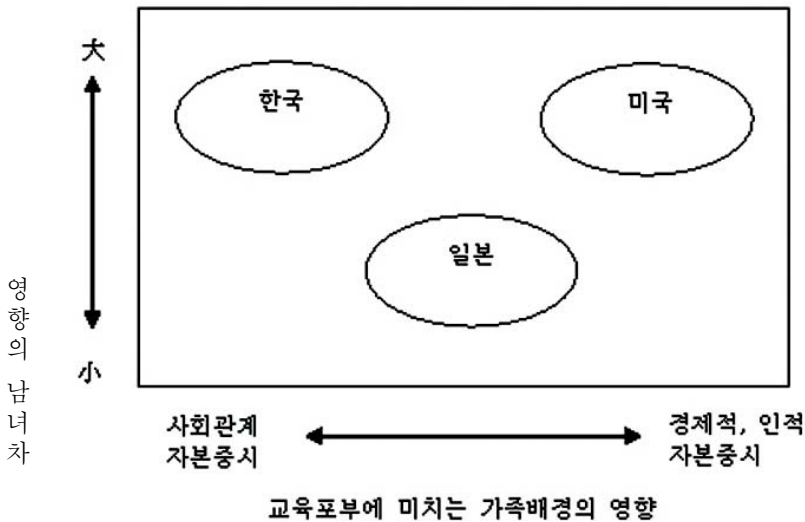 大
한국
미국
일본
小
영향의 남녀차
사회관계
자본중시
경제적, 인적
자본중시
교육포부에 미치는 가족배경의 영향